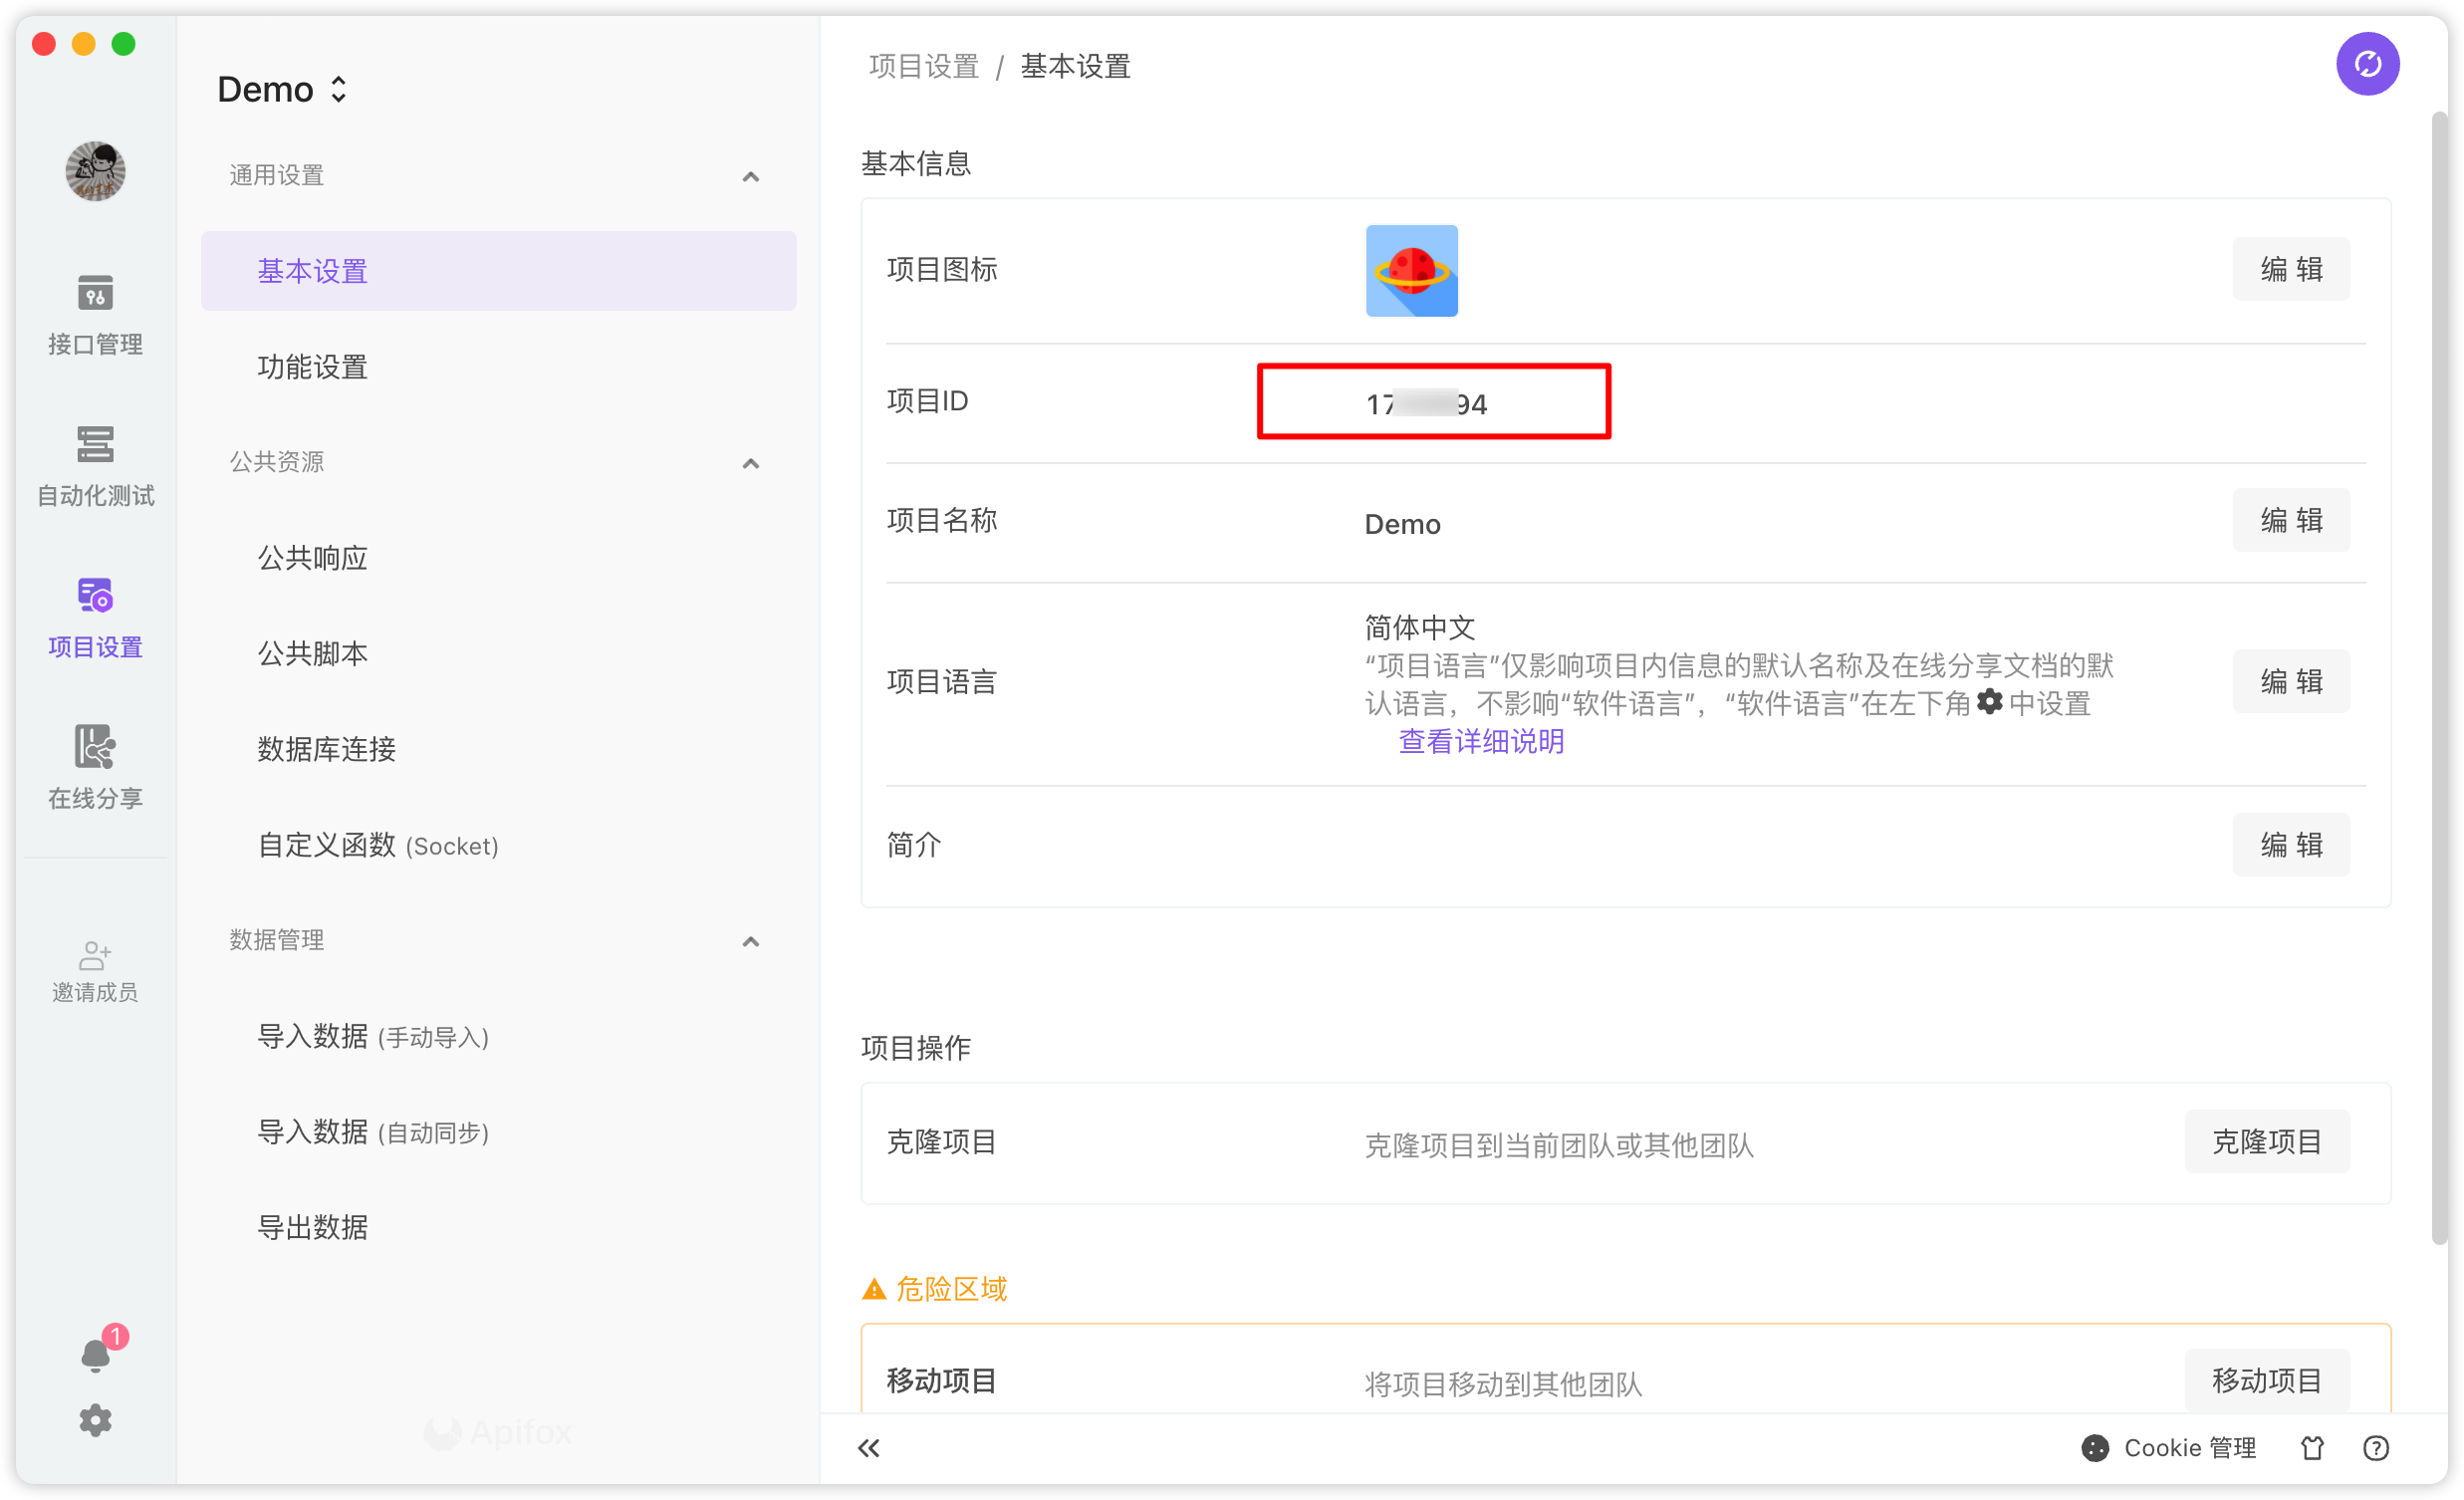 Demo
接口管理
自动化测试
项目设置
在线分享
邀请成员
1
通用设置
基本设置
功能设置
公共资源
公共响应
公共脚本
数据库连接
自定义函数 (Socket)
数据管理
导入数据 (手动导入)
导入数据 (自动同步)
导出数据
Apifox
项目设置 / 基本设置
基本信息
项目图标
编 辑
项目ID
17 94
项目名称
Demo
编 辑
项目语言
简体中文
“项目语言”仅影响项目内信息的默认名称及在线分享文档的默
认语言，不影响“软件语言”，“软件语言”在左下角 中设置
查看详细说明
编 辑
简介
编 辑
项目操作
克隆项目
克隆项目到当前团队或其他团队
克隆项目
危险区域
移动项目
将项目移动到其他团队
移动项目
Cookie 管理